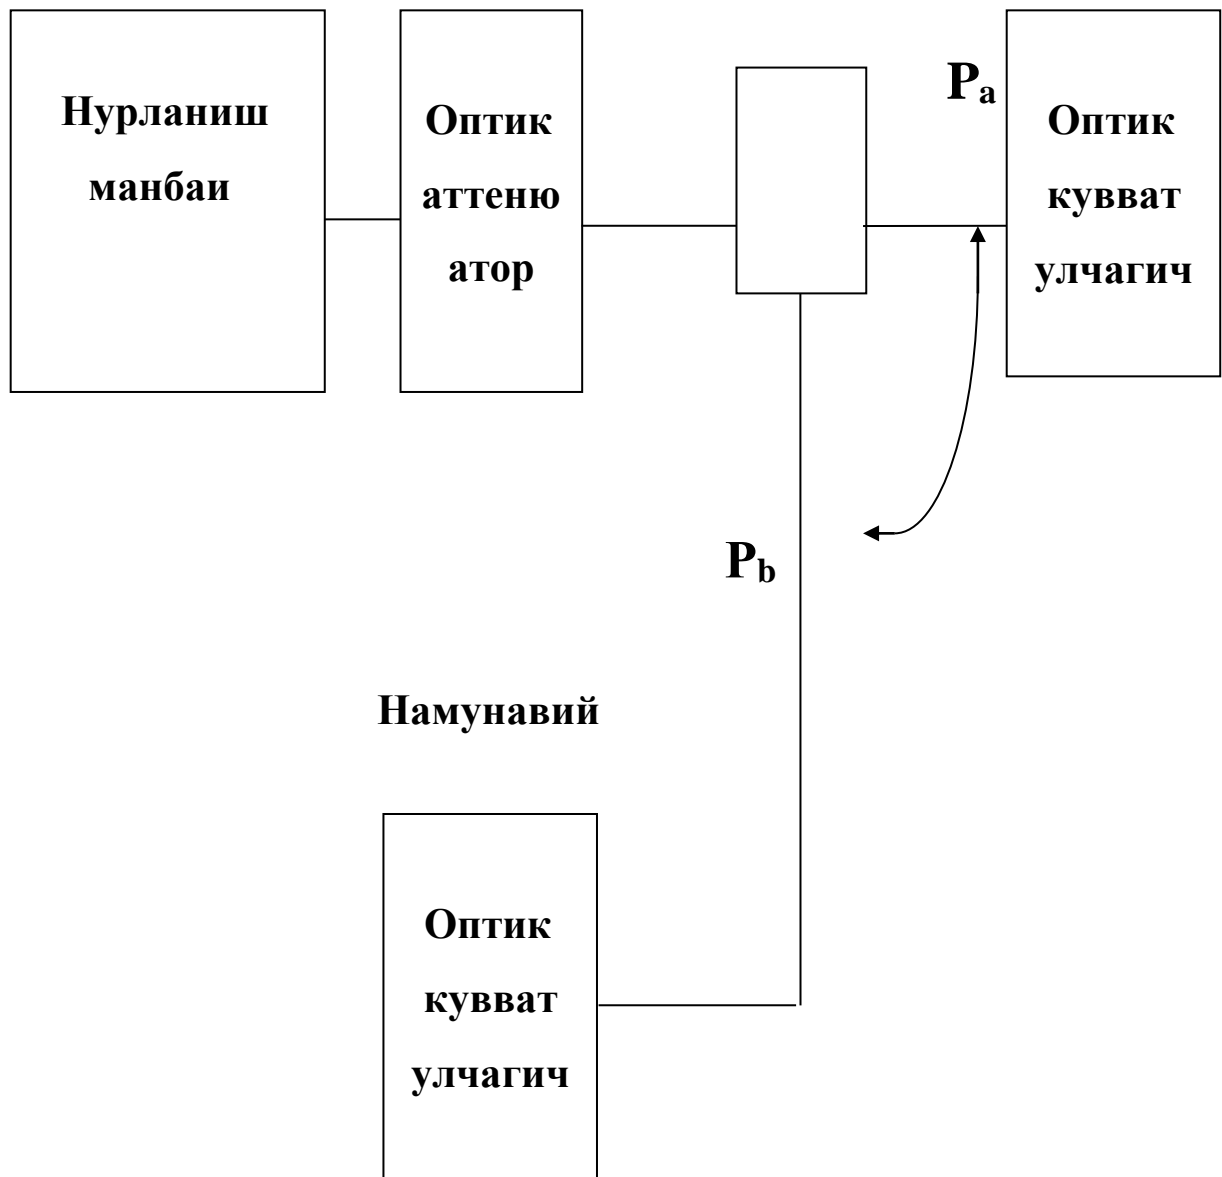 Нурланиш
манбаи
Оптик
аттеню
атор
Pa
Оптик
кувват
улчагич
Pb
Намунавий
Оптик
кувват
улчагич